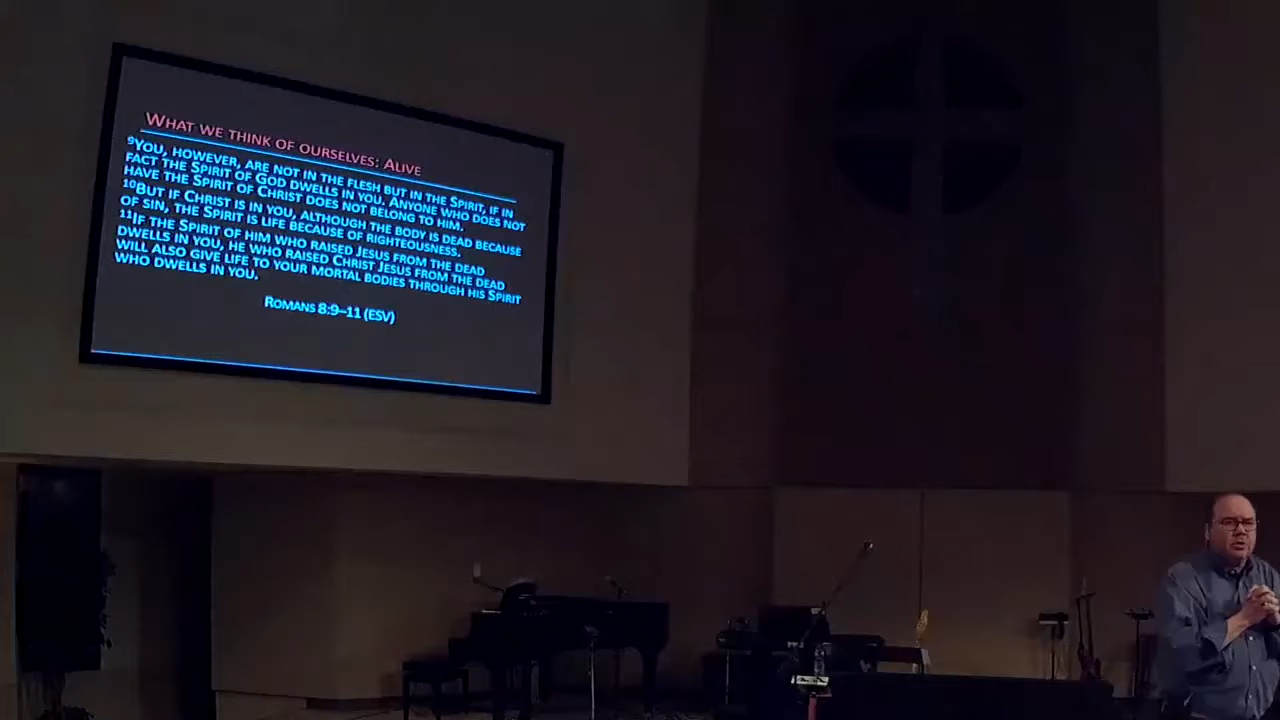 What we think of ourselves: Alive
9You, however, are not in the flesh but in the Spirit, if in
fact the Spirit of God dwells in you. Anyone who does not
have the Spirit of Christ does not belong to him.
10But if Christ is in you, although the body is dead because
of sin, the Spirit is life because of righteousness.
11If the Spirit of him who raised Jesus from the dead
dwells in you, he who raised Christ Jesus from the dead
will also give life to your mortal bodies through his Spirit
who dwells in you.
Romans 8:9–11 (ESV)